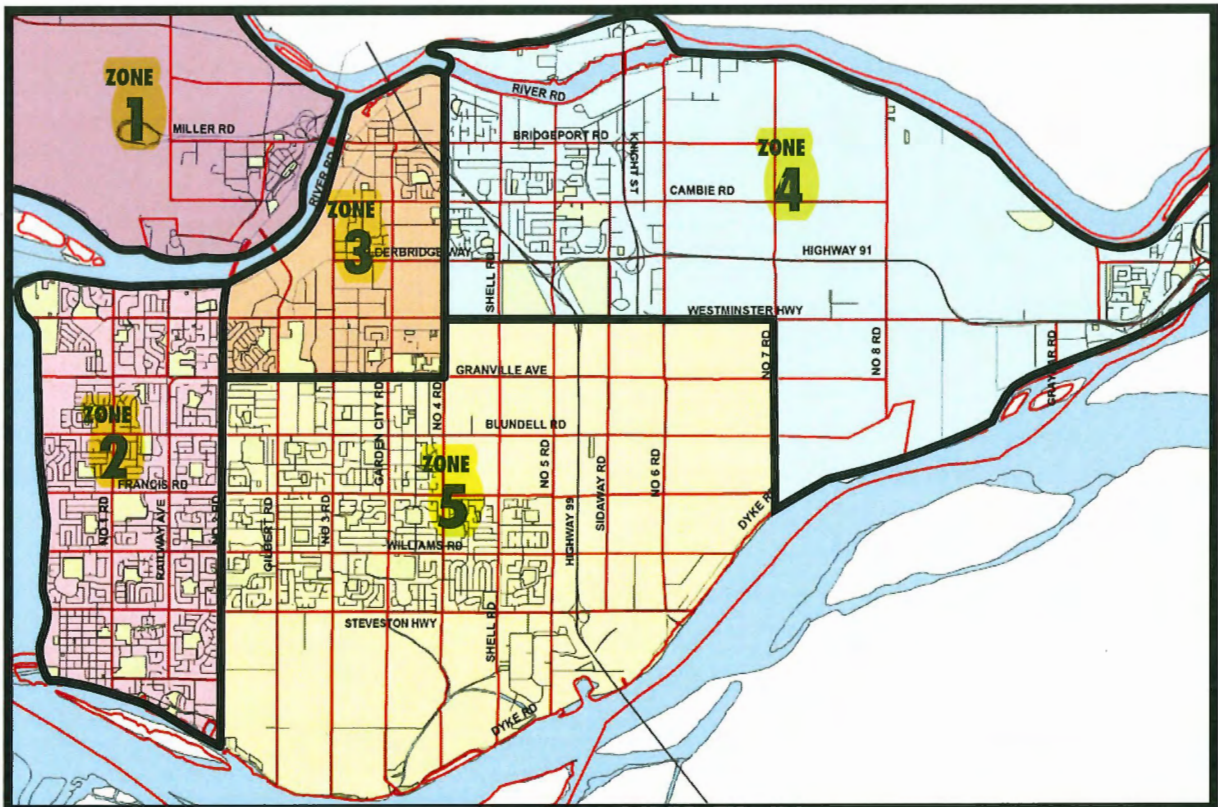 ZONE
1
MILLER RD
RIVER RD
ZONE
3
LDERBRIDGE WAY
RIVER RD
BRIDGEPORT RD
KNIGHT ST
ZONE
4
CAMBIE RD
HIGHWAY 91
SHELL RD
WESTMINSTER HWY
NO 7 RD
NO 8 RD
ZONE
2
FRANCIS RD
NO 1 RD
RAILWAY AVE
GRANVILLE AVE
GARDEN CITY RD
NO 4 RD
BLUNDELL RD
ZONE
5
NO 5 RD
SIDAWAY RD
NO 6 RD
DYKE R
GILBERT RD
NO 3 RD
HIGHWAY 99
WILLIAMS RD
STEVESTON HWY
SHELL RD
DYKE RD